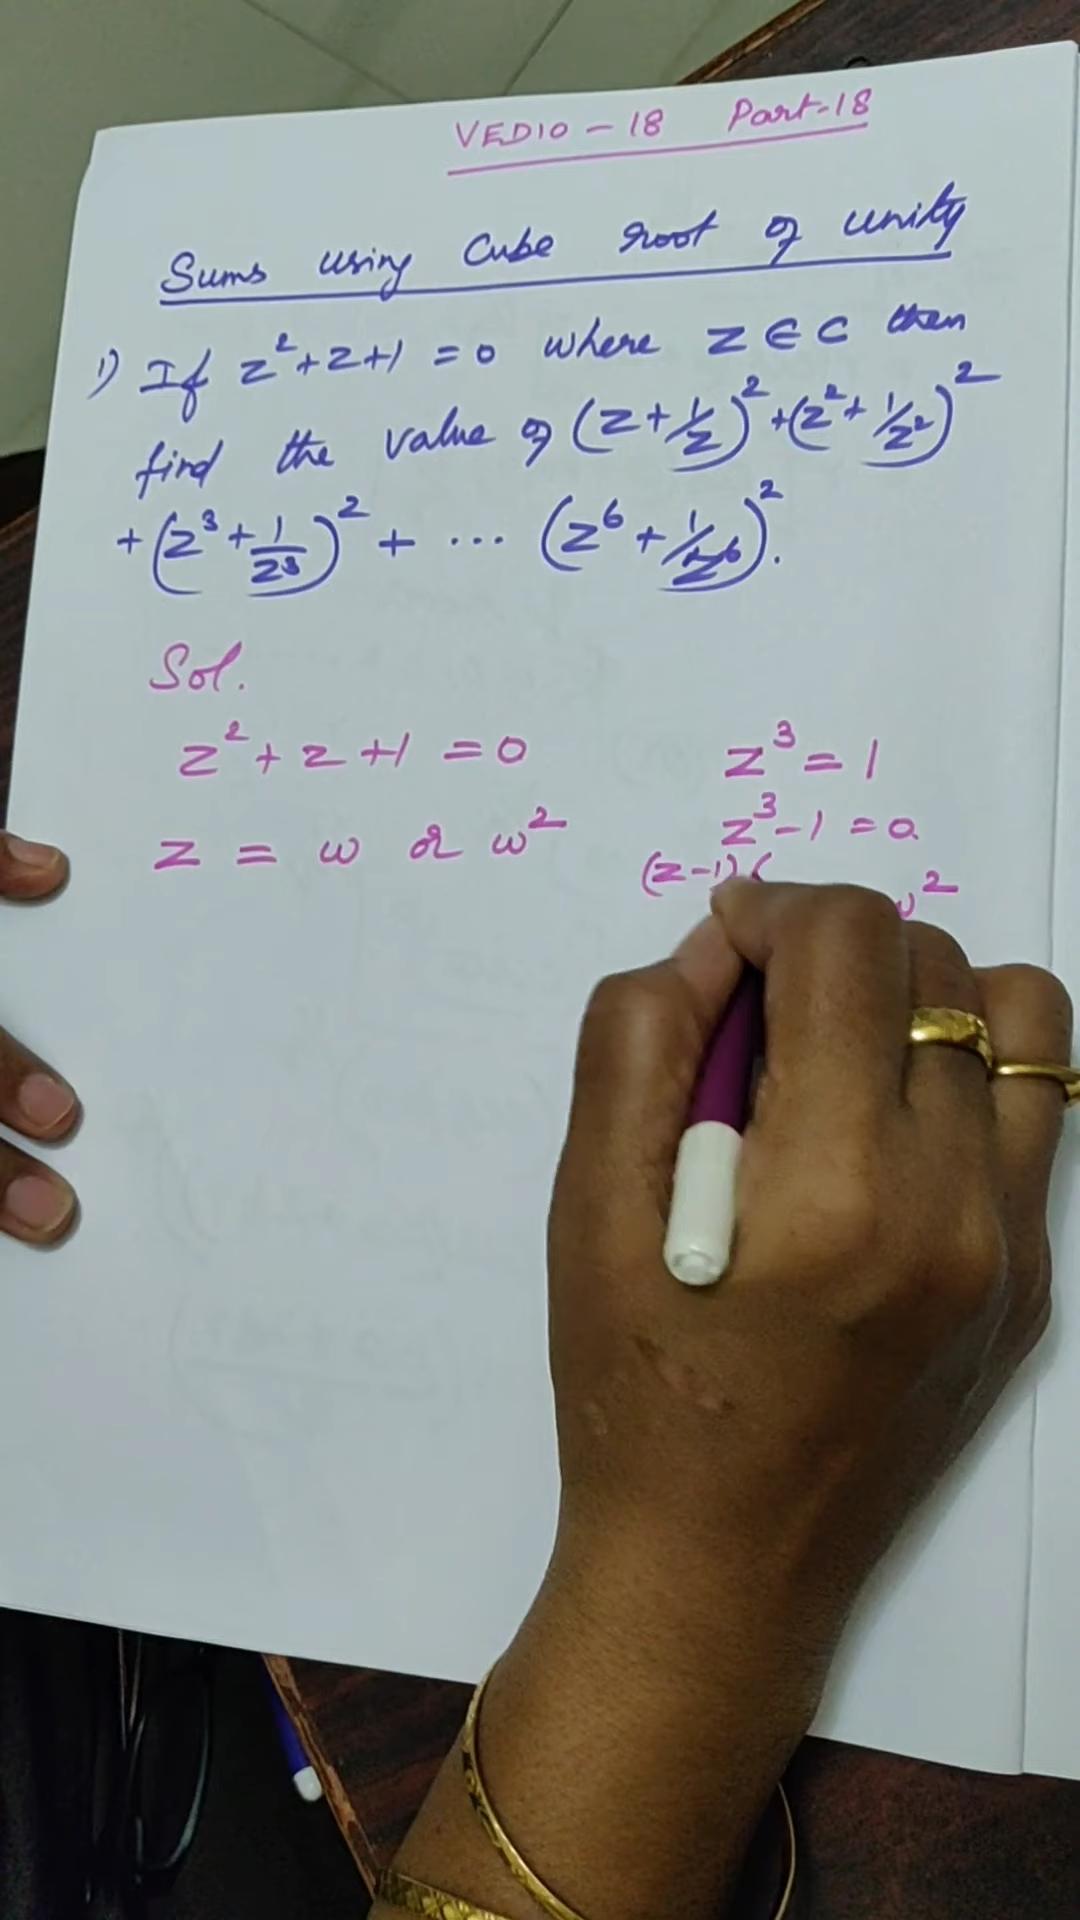 VEDIO - 18 Part-18
Sums using Cube root of unity
1) If z² + z + 1 = 0 where z ∈ C then
find the value of (z + 1/z)² + (z² + 1/z²)²
+ (z³ + 1/z³)² + ... (z⁶ + 1/z⁶)².
Sol.
z² + z + 1 = 0
z³ = 1
z³ - 1 = 0
z = ω or ω²
(z - 1) (
ω²